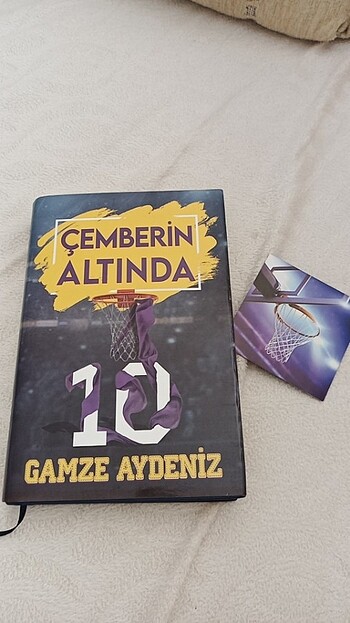 ÇEMBERİN
ALTINDA
10
GAMZE AYDENİZ